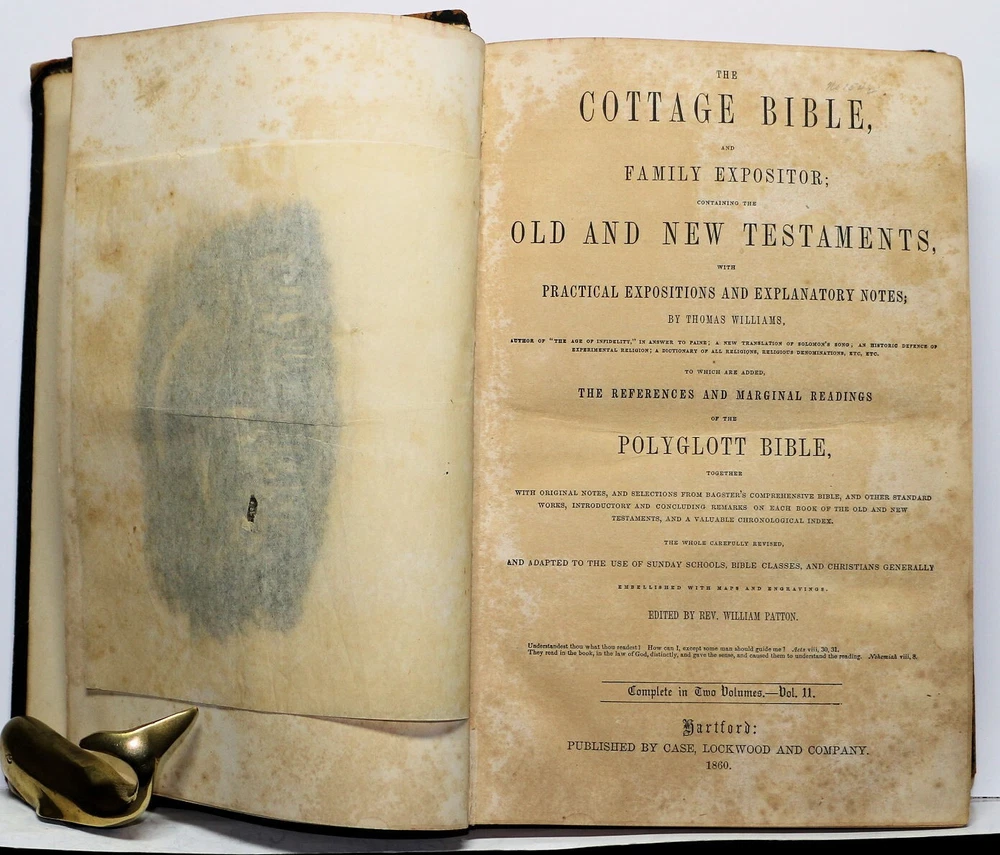 THE
COTTAGE BIBLE,
AND
FAMILY EXPOSITOR;
CONTAINING THE
OLD AND NEW TESTAMENTS,
WITH
PRACTICAL EXPOSITIONS AND EXPLANATORY NOTES;
BY THOMAS WILLIAMS,
AUTHOR OF "THE AGE OF INFIDELITY," IN ANSWER TO PAINE; A NEW TRANSLATION OF SOLOMON'S SONG; AN HISTORIC DEFENCE OF
EXPERIMENTAL RELIGION; A DICTIONARY OF ALL RELIGIONS, RELIGIOUS DENOMINATIONS, ETC, ETC.
TO WHICH ARE ADDED,
THE REFERENCES AND MARGINAL READINGS
OF THE
POLYGLOTT BIBLE,
TOGETHER
WITH ORIGINAL NOTES, AND SELECTIONS FROM BAGSTER'S COMPREHENSIVE BIBLE, AND OTHER STANDARD
WORKS, INTRODUCTORY AND CONCLUDING REMARKS ON EACH BOOK OF THE OLD AND NEW
TESTAMENTS, AND A VALUABLE CHRONOLOGICAL INDEX.
THE WHOLE CAREFULLY REVISED,
AND ADAPTED TO THE USE OF SUNDAY SCHOOLS, BIBLE CLASSES, AND CHRISTIANS GENERALLY
EMBELLISHED WITH MAPS AND ENGRAVINGS.
EDITED BY REV. WILLIAM PATTON.
Understandest thou what thou readest? How can I, except some man should guide me? Acts viii, 30, 31.
They read in the book, in the law of God, distinctly, and gave the sense, and caused them to understand the reading. Nehemiah viii, 8.
Complete in Two Volumes.—Vol. II.
Hartford:
PUBLISHED BY CASE, LOCKWOOD AND COMPANY.
1860.